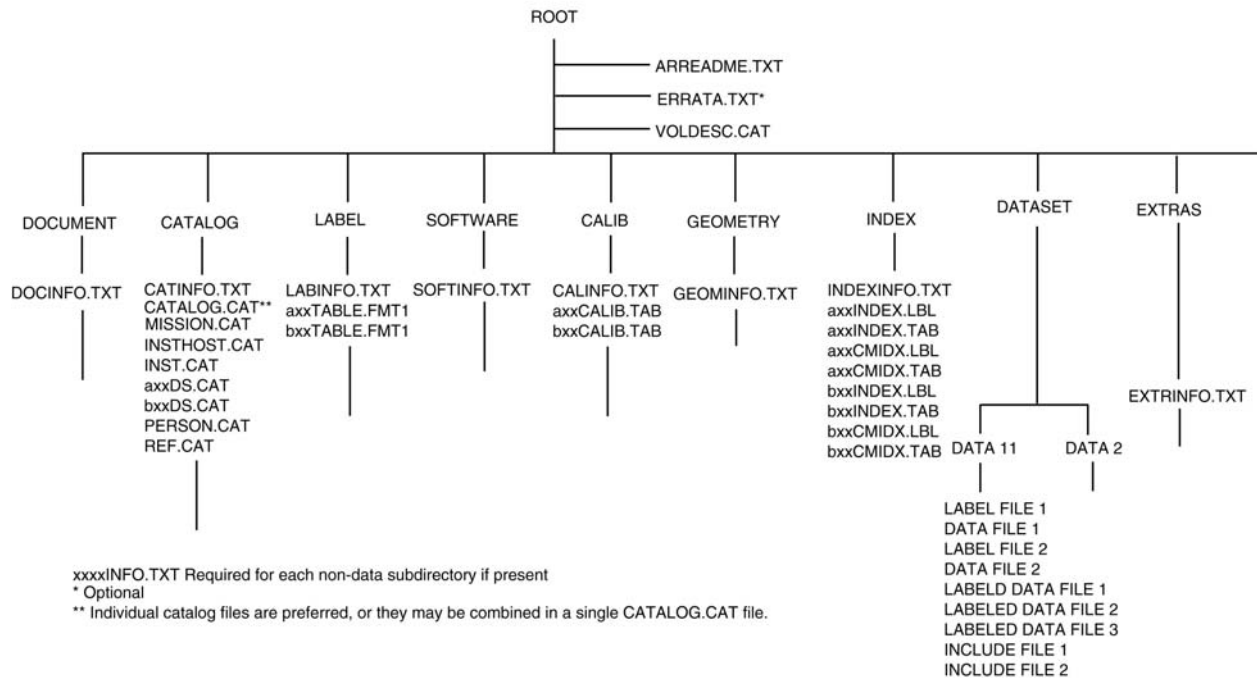 ROOT
ARREADME.TXT
ERRATA.TXT*
VOLDESC.CAT
DOCUMENT
DOCINFO.TXT
CATALOG
CATINFO.TXT
CATALOG.CAT**
MISSION.CAT
INSTHOST.CAT
INST.CAT
axxDS.CAT
bxxDS.CAT
PERSON.CAT
REF.CAT
LABEL
LABINFO.TXT
axxTABLE.FMT1
bxxTABLE.FMT1
SOFTWARE
SOFTINFO.TXT
CALIB
CALINFO.TXT
axxCALIB.TAB
bxxCALIB.TAB
GEOMETRY
GEOMINFO.TXT
INDEX
INDEXINFO.TXT
axxINDEX.LBL
axxINDEX.TAB
axxCMIDX.LBL
axxCMIDX.TAB
bxxINDEX.LBL
bxxINDEX.TAB
bxxCMIDX.LBL
bxxCMIDX.TAB
DATASET
DATA 11
LABEL FILE 1
DATA FILE 1
LABEL FILE 2
DATA FILE 2
LABELD DATA FILE 1
LABELED DATA FILE 2
LABELED DATA FILE 3
INCLUDE FILE 1
INCLUDE FILE 2
DATA 2
EXTRAS
EXTRINFO.TXT
xxxxINFO.TXT Required for each non-data subdirectory if present
* Optional
** Individual catalog files are preferred, or they may be combined in a single CATALOG.CAT file.